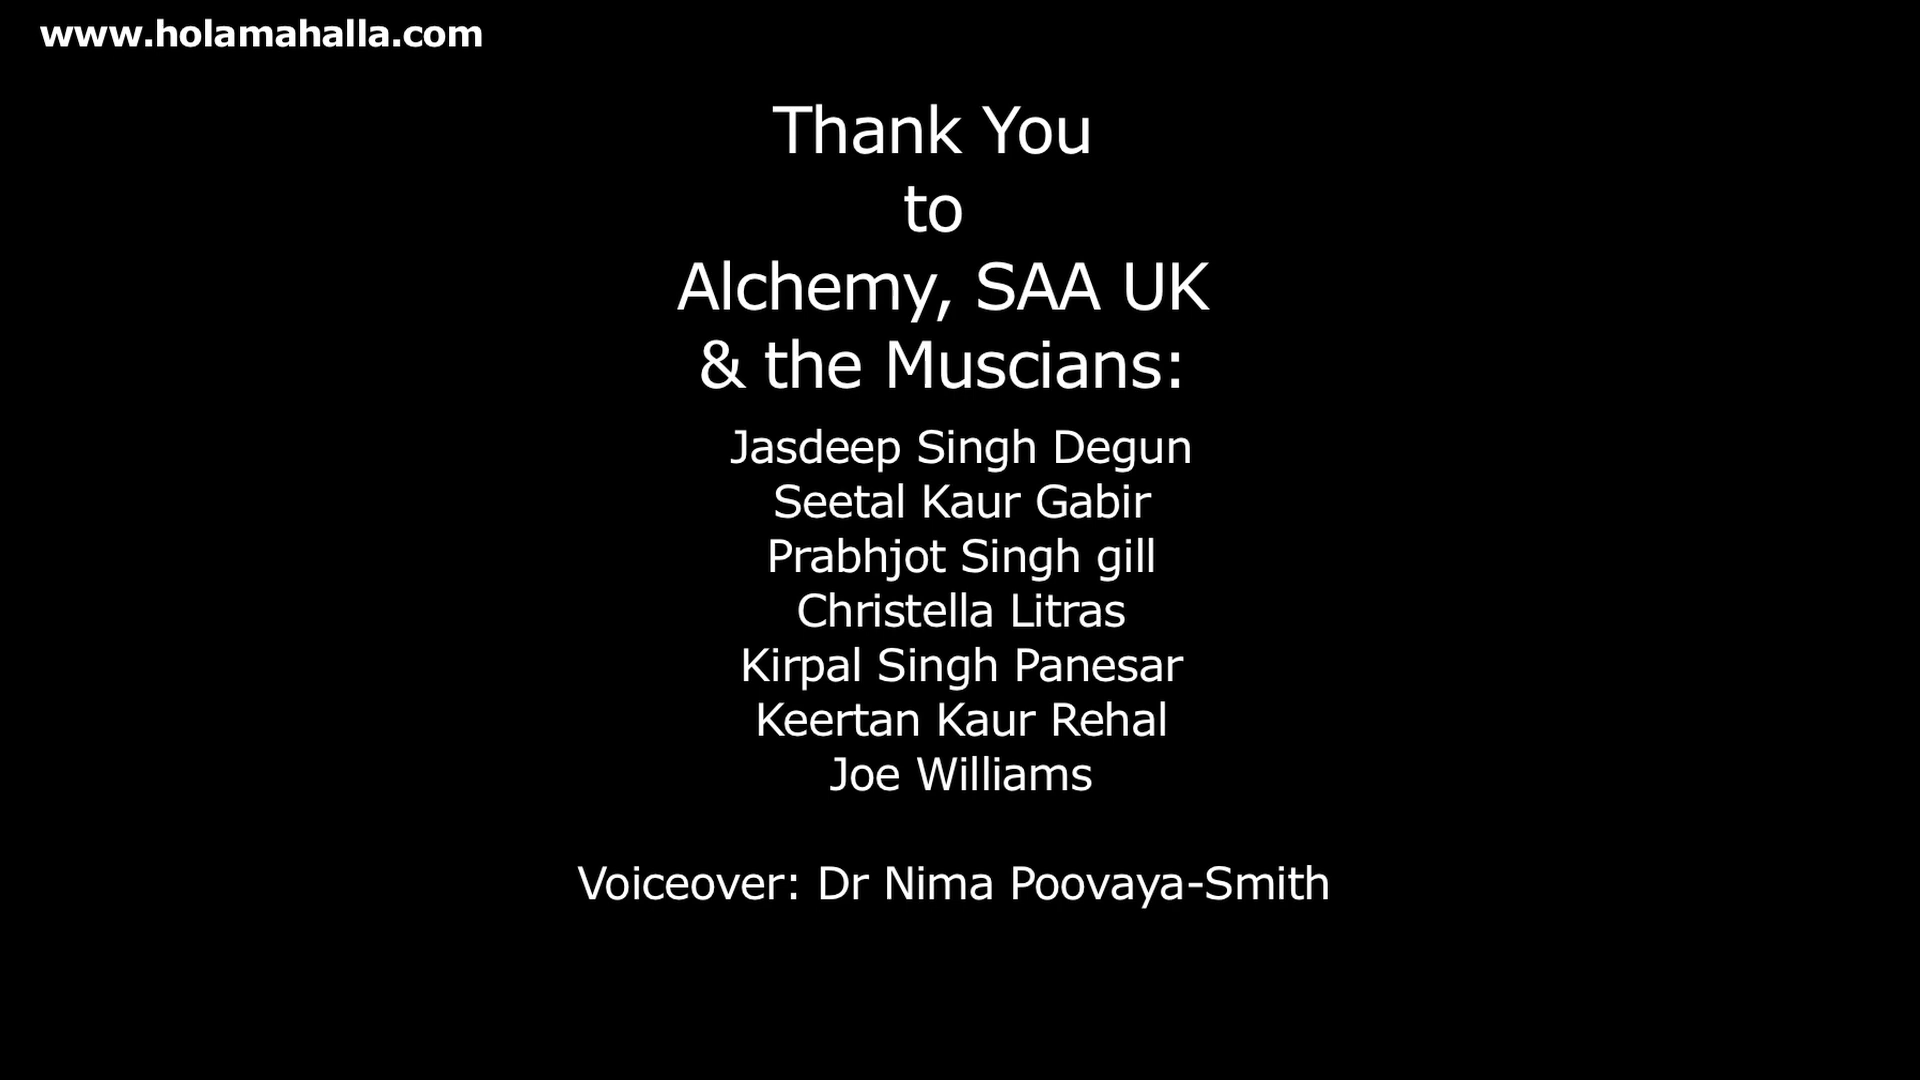 www.holamahalla.com
Thank You
to
Alchemy, SAA UK
& the Muscians:
Jasdeep Singh Degun
Seetal Kaur Gabir
Prabhjot Singh gill
Christella Litras
Kirpal Singh Panesar
Keertan Kaur Rehal
Joe Williams
Voiceover: Dr Nima Poovaya-Smith